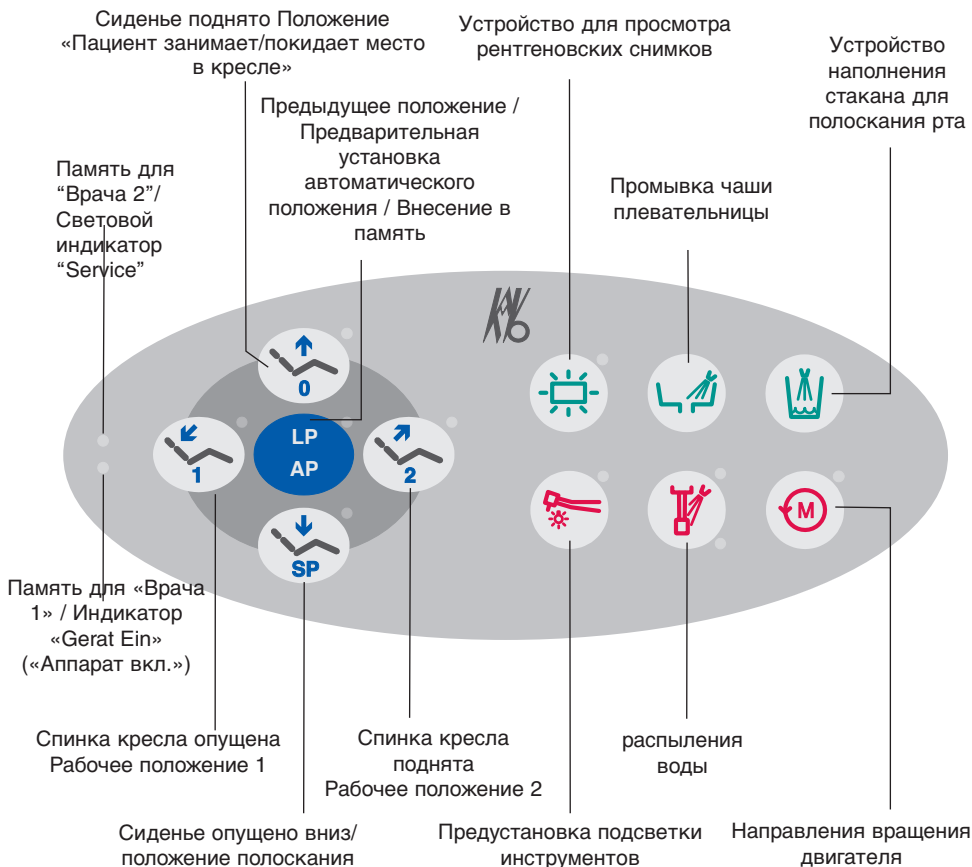 Сиденье поднято Положение
«Пациент занимает/покидает место
в кресле»
Устройство для просмотра
рентгеновских снимков
Устройство
наполнения
стакана для
полоскания рта
Предыдущее положение /
Предварительная
установка
автоматического
положения / Внесение в
память
Память для
“Врача 2”/
Световой
индикатор
“Service”
Промывка чаши
плевательницы
KaVo
0
LP
AP
1
2
SP
M
Память для «Врача
1» / Индикатор
«Gerat Ein»
(«Аппарат вкл.»)
Спинка кресла опущена
Рабочее положение 1
Спинка кресла
поднята
Рабочее положение 2
распыления
воды
Сиденье опущено вниз/
положение полоскания
Предустановка подсветки
инструментов
Направления вращения
двигателя